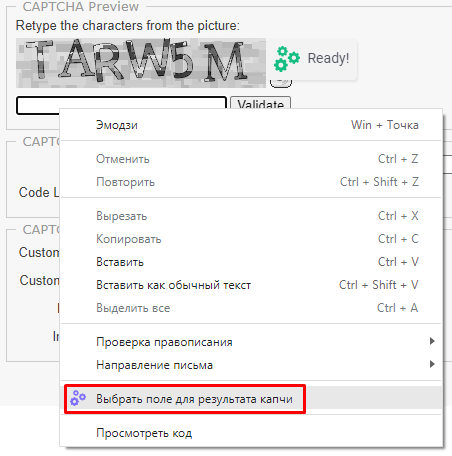 CAPTCHA Preview
Retype the characters from the picture:
TARW5M
Ready!
Validate
CAPTC
Code L
CAPTC
Custom
Custom
In
Эмодзи Win + Точка
Отменить Ctrl + Z
Повторить Ctrl + Shift + Z
Вырезать Ctrl + X
Копировать Ctrl + C
Вставить Ctrl + V
Вставить как обычный текст Ctrl + Shift + V
Выделить все Ctrl + A
Проверка правописания
Направление письма
Выбрать поле для результата капчи
Просмотреть код